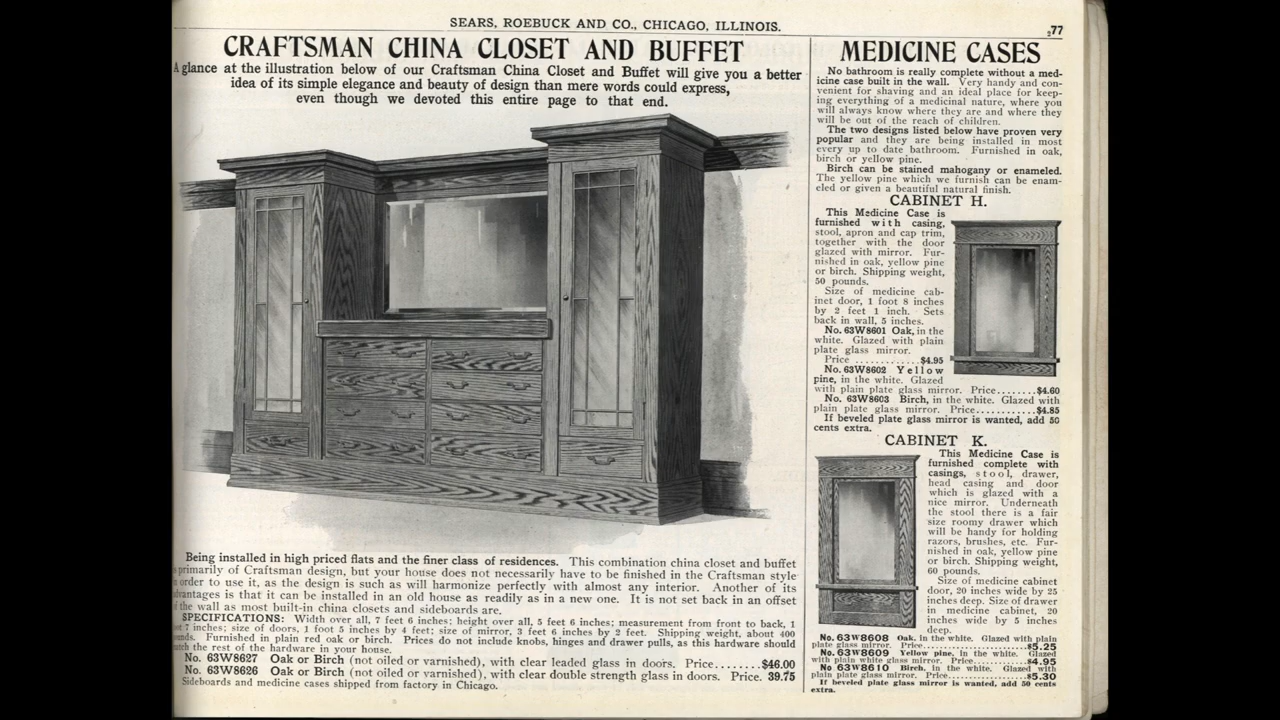 SEARS, ROEBUCK AND CO., CHICAGO, ILLINOIS.
277
CRAFTSMAN CHINA CLOSET AND BUFFET
A glance at the illustration below of our Craftsman China Closet and Buffet will give you a better
idea of its simple elegance and beauty of design than mere words could express,
even though we devoted this entire page to that end.
Being installed in high priced flats and the finer class of residences. This combination china closet and buffet
primarily of Craftsman design, but your house does not necessarily have to be finished in the Craftsman style
order to use it, as the design is such as will harmonize perfectly with almost any interior. Another of its
advantages is that it can be installed in an old house as readily as in a new one. It is not set back in an offset
the wall as most built-in china closets and sideboards are.
SPECIFICATIONS: Width over all, 7 feet 6 inches; height over all, 5 feet 6 inches; measurement from front to back, 1
7 inches; size of doors, 1 foot 5 inches by 4 feet; size of mirror, 3 feet 6 inches by 2 feet. Shipping weight, about 400
Furnished in plain red oak or birch. Prices do not include knobs, hinges and drawer pulls, as this hardware should
the rest of the hardware in your house.
No. 63W8627 Oak or Birch (not oiled or varnished), with clear leaded glass in doors. Price........$46.00
No. 63W8626 Oak or Birch (not oiled or varnished), with clear double strength glass in doors. Price. 39.75
Sideboards and medicine cases shipped from factory in Chicago.
MEDICINE CASES
No bathroom is really complete without a med-
icine case built in the wall. Very handy and con-
venient for shaving and an ideal place for keep-
ing everything of a medicinal nature, where you
will always know where they are and where they
will be out of the reach of children.
The two designs listed below have proven very
popular and they are being installed in most
every up to date bathroom. Furnished in oak,
birch or yellow pine.
Birch can be stained mahogany or enameled.
The yellow pine which we furnish can be enam-
eled or given a beautiful natural finish.
CABINET H.
This Medicine Case is
furnished with casing,
stool, apron and cap trim,
together with the door
glazed with mirror. Fur-
nished in oak, yellow pine
or birch. Shipping weight,
50 pounds.
Size of medicine cab-
inet door, 1 foot 8 inches
by 2 feet 1 inch. Sets
back in wall, 5 inches.
No. 63W8601 Oak, in the
white. Glazed with plain
plate glass mirror.
Price ............$4.95
No. 63W8602 Yellow
pine, in the white. Glazed
with plain plate glass mirror. Price........$4.60
No. 63W8603 Birch, in the white. Glazed with
plain plate glass mirror. Price............$4.85
If beveled plate glass mirror is wanted, add 50
cents extra.
CABINET K.
This Medicine Case is
furnished complete with
casings, stool, drawer,
head casing and door
which is glazed with a
nice mirror. Underneath
the stool there is a fair
size roomy drawer which
will be handy for holding
razors, brushes, etc. Fur-
nished in oak, yellow pine
or birch. Shipping weight,
60 pounds.
Size of medicine cabinet
door, 20 inches wide by 25
inches deep. Size of drawer
in medicine cabinet, 20
inches wide by 5 inches
deep.
No. 63W8608 Oak, in the white. Glazed with plain
plate glass mirror. Price....................$5.25
No. 63W8609 Yellow pine, in the white. Glazed
with plain white glass mirror. Price.............$4.95
No. 63W8610 Birch, in the white. Glazed with
plain plate glass mirror. Price...................$5.30
If beveled plate glass mirror is wanted, add 50 cents
extra.